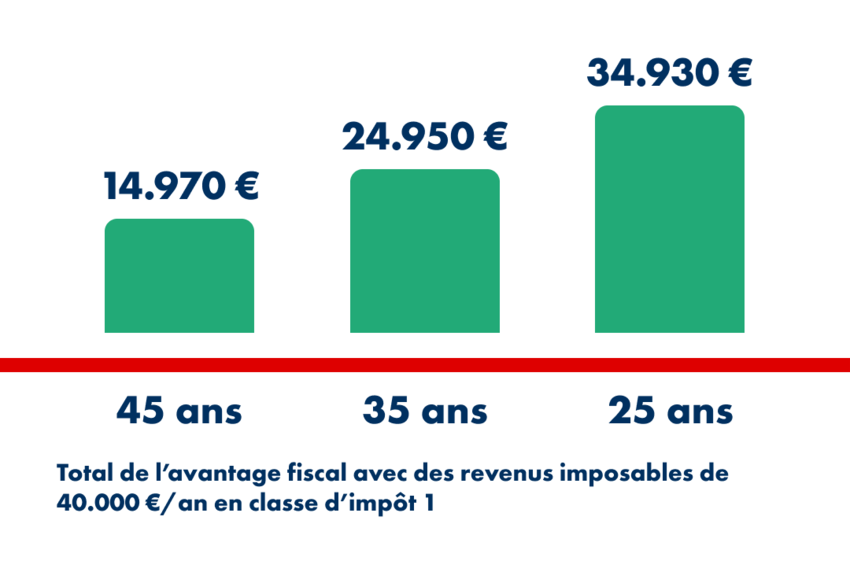 14.970 €
24.950 €
34.930 €
45 ans
35 ans
25 ans
Total de l’avantage fiscal avec des revenus imposables de
40.000 €/an en classe d’impôt 1